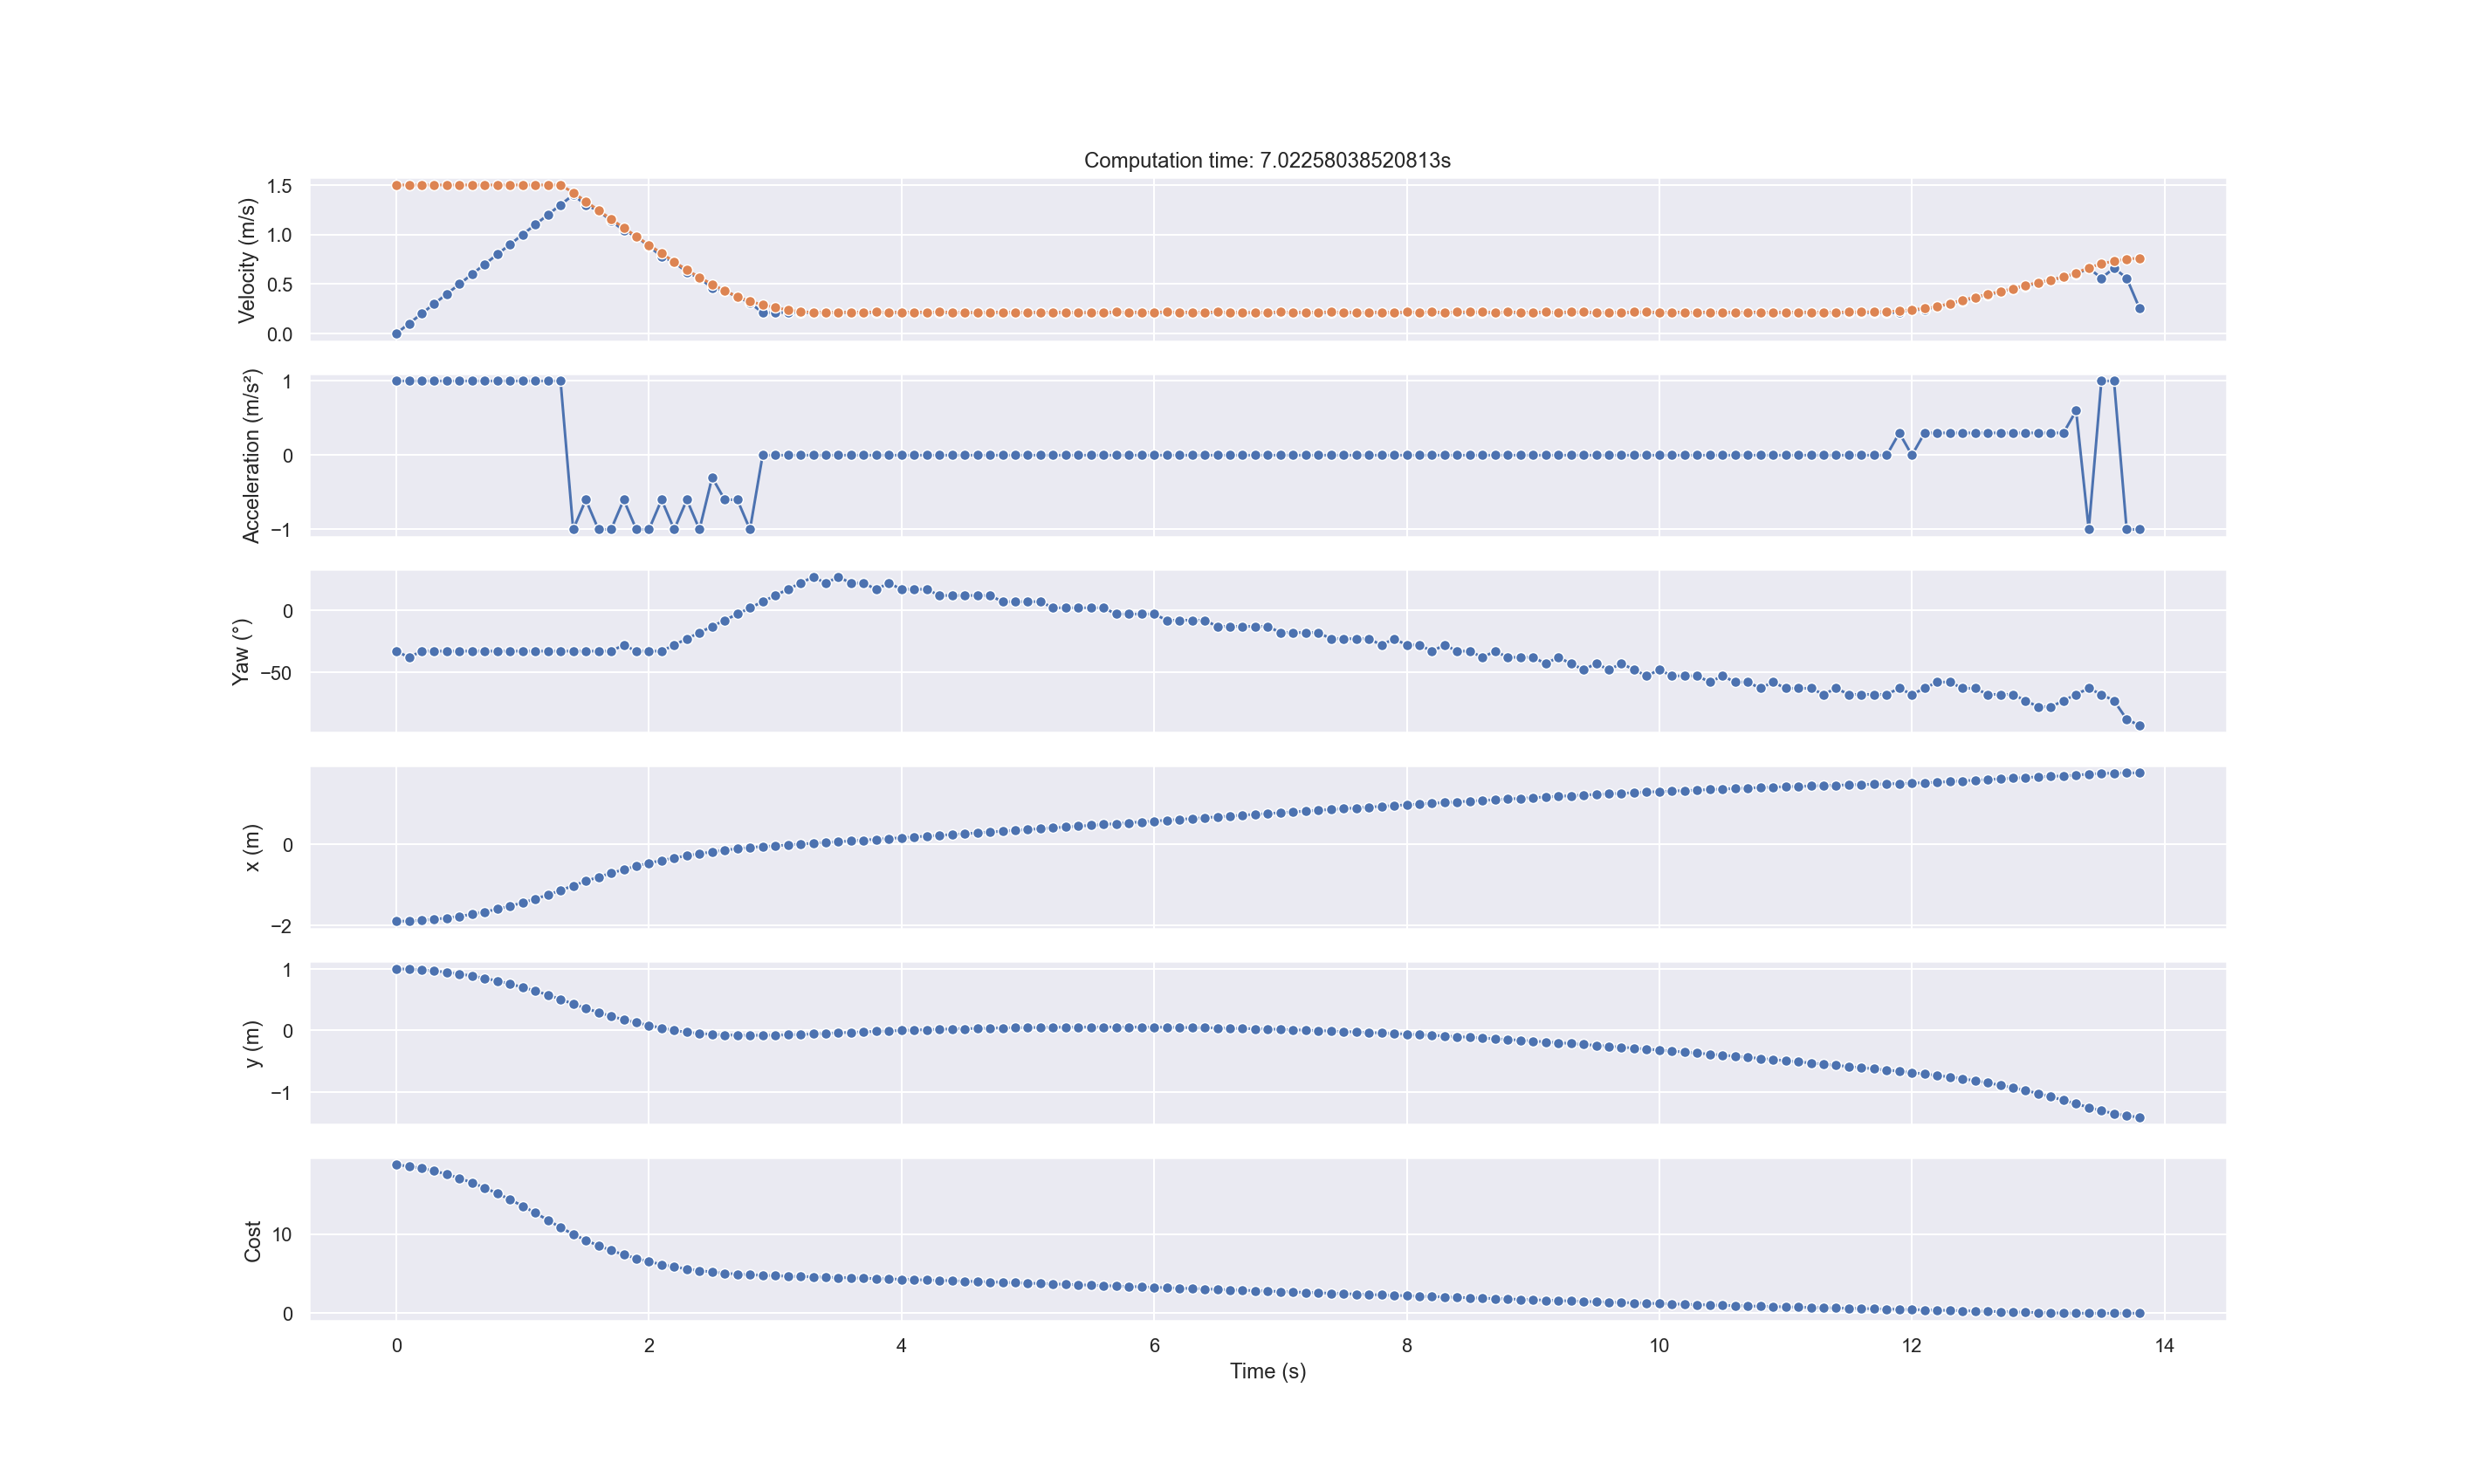 Computation time: 7.02258038520813s
Velocity (m/s)
1.5
1.0
0.5
0.0
Acceleration (m/s²)
1
0
−1
Yaw (°)
0
−50
x (m)
0
−2
y (m)
1
0
−1
Cost
10
0
0 2 4 6 8 10 12 14
Time (s)